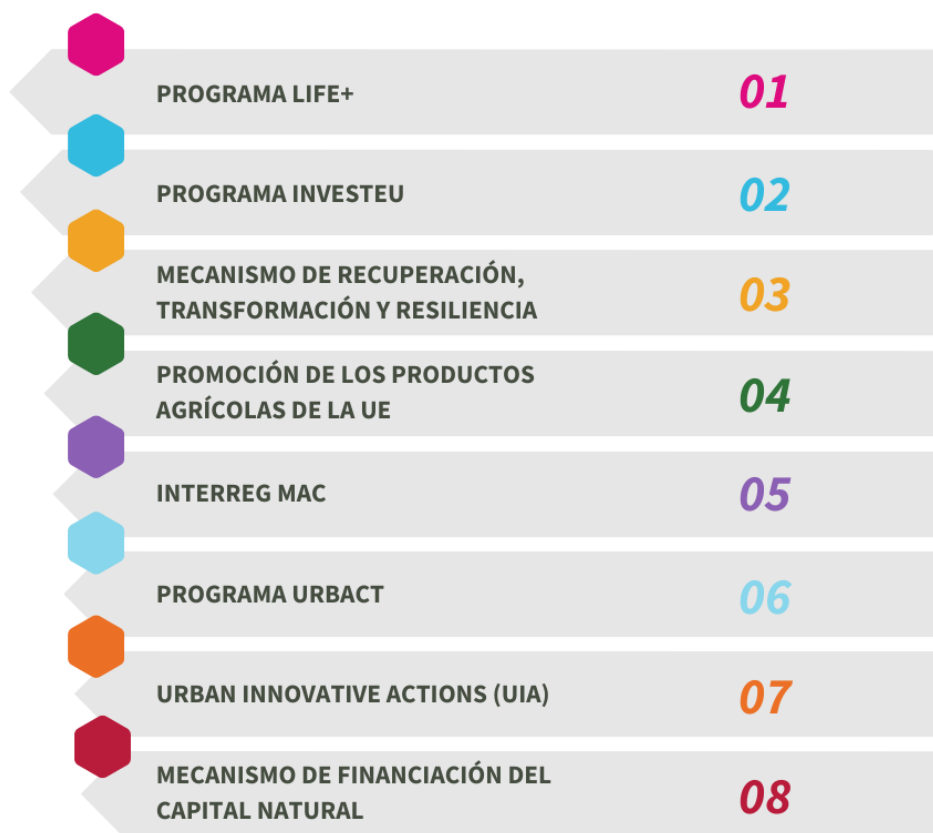 PROGRAMA LIFE+ 01
PROGRAMA INVESTEU 02
MECANISMO DE RECUPERACIÓN,
TRANSFORMACIÓN Y RESILIENCIA 03
PROMOCIÓN DE LOS PRODUCTOS
AGRÍCOLAS DE LA UE 04
INTERREG MAC 05
PROGRAMA URBACT 06
URBAN INNOVATIVE ACTIONS (UIA) 07
MECANISMO DE FINANCIACIÓN DEL
CAPITAL NATURAL 08